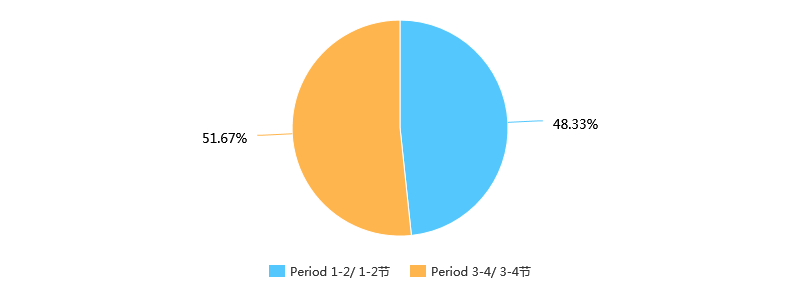 48.33%
51.67%
Period 1-2/ 1-2节
Period 3-4/ 3-4节